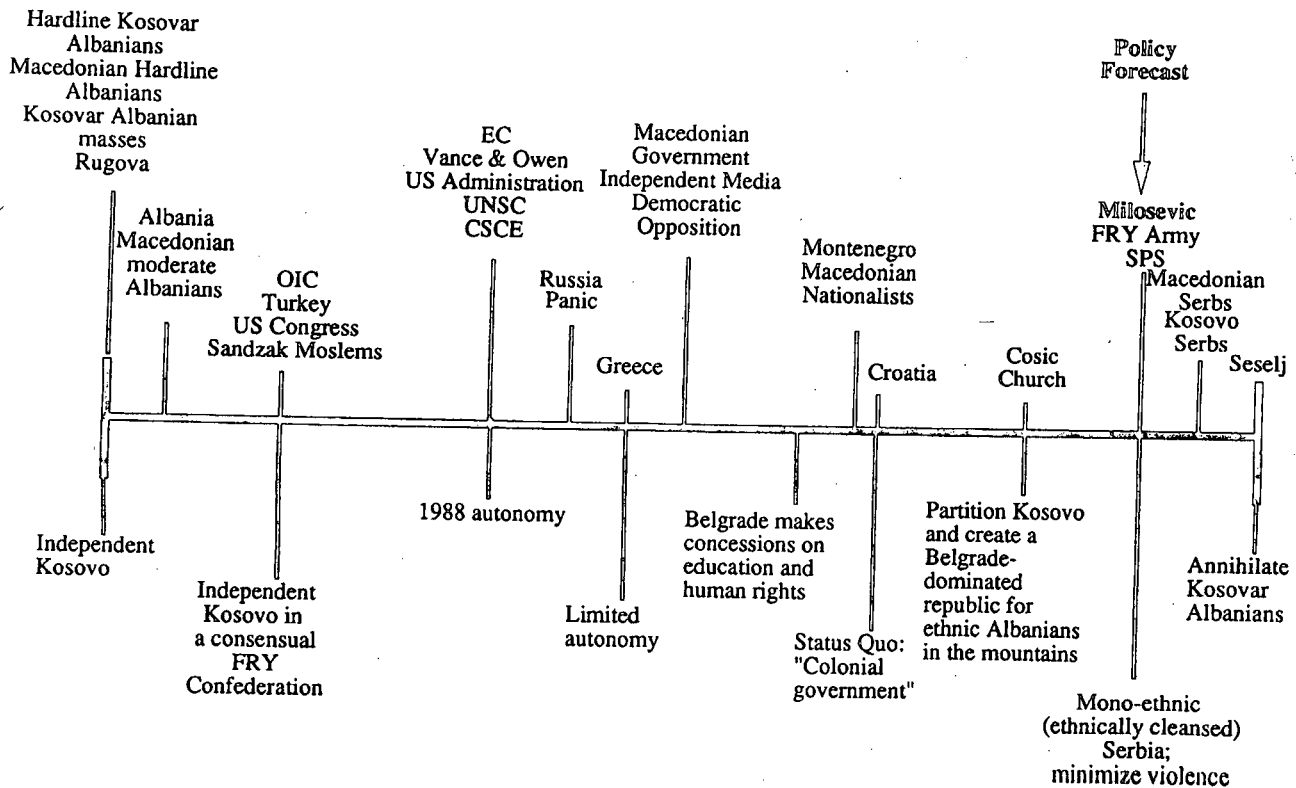 Hardline Kosovar
Albanians
Macedonian Hardline
Albanians
Kosovar Albanian
masses
Rugova
Albania
Macedonian
moderate
Albanians
OIC
Turkey
US Congress
Sandzak Moslems
EC
Vance & Owen
US Administration
UNSC
CSCE
Russia
Panic
Greece
Macedonian
Government
Independent Media
Democratic
Opposition
Montenegro
Macedonian
Nationalists
Croatia
Cosic
Church
Policy
Forecast
Milosevic
FRY Army
SPS
Macedonian
Serbs
Kosovo
Serbs
Seselj
Independent
Kosovo
Independent
Kosovo in
a consensual
FRY
Confederation
1988 autonomy
Limited
autonomy
Belgrade makes
concessions on
education and
human rights
Status Quo:
"Colonial
government"
Partition Kosovo
and create a
Belgrade-
dominated
republic for
ethnic Albanians
in the mountains
Mono-ethnic
(ethnically cleansed)
Serbia;
minimize violence
Annihilate
Kosovar
Albanians